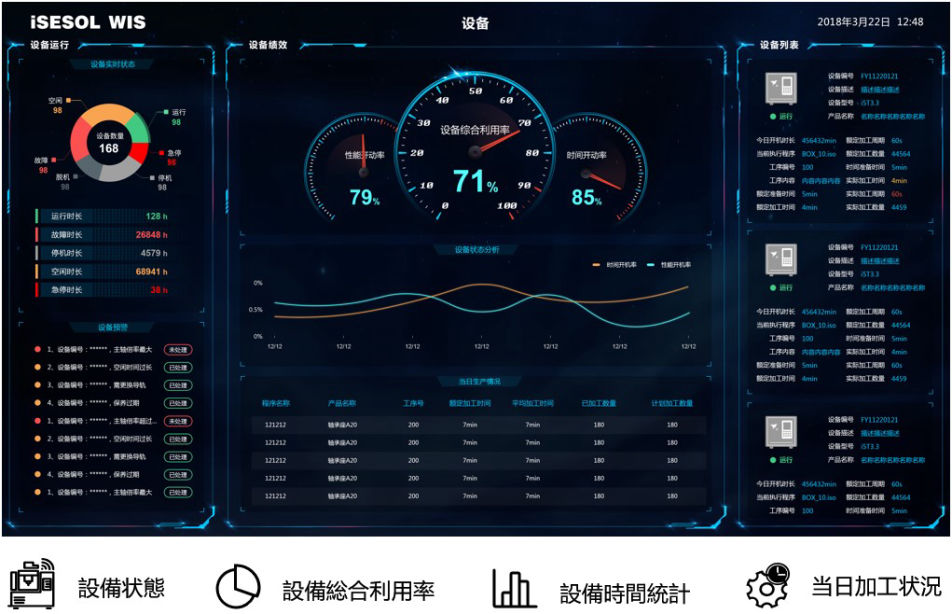 iSESOL WIS
设备
2018年3月22日 12:48
设备运行
设备实时状态
空闲
98
运行
98
设备数量
168
急停
98
故障
98
脱机
98
停机
98
运行时长 128 h
故障时长 26848 h
停机时长 4579 h
空闲时长 68941 h
急停时长 38 h
设备预警
1、设备编号：******，主轴倍率最大 未处理
2、设备编号：******，空闲时间过长 已处理
3、设备编号：******，需更换导轨 已处理
4、设备编号：******，保养过期 已处理
1、设备编号：******，主轴倍率超过... 未处理
2、设备编号：******，空闲时间过长 已处理
3、设备编号：******，需更换导轨 已处理
4、设备编号：******，保养过期 已处理
1、设备编号：******，主轴倍率最大 已处理
设备绩效
性能开动率
79%
0 10 20 30 40 50 60 70 80 90 100
设备综合利用率
71%
时间开动率
85%
设备状态分析
时间开机率 性能开机率
0%
0.5%
0%
12/12 12/12 12/12 12/12 12/12 12/12 12/12
当日生产情况
程序名称 产品名称 工序号 额定加工时间 平均加工时间 已加工数量 计划加工数量
121212 轴承座A20 200 7min 7min 180 180
121212 轴承座A20 200 7min 7min 180 180
121212 轴承座A20 200 7min 7min 180 180
121212 轴承座A20 200 7min 7min 180 180
121212 轴承座A20 200 7min 7min 180 180
设备列表
设备编号 FY11220121
设备描述 描述描述描述
设备型号 iST3.3
运行 产品名称 名称名称名称名称名称
今日开机时长 456432min 额定加工周期 60s
当前执行程序 BOX_10.iso 额定加工数量 44564
工序编号 100 时间准备时间 5min
工序内容 内容内容内容 实际加工时间 4min
额定准备时间 5min 实际加工周期 60s
额定加工时间 4min 实际加工数量 4459
设备编号 FY11220121
设备描述 描述描述描述
设备型号 iST3.3
运行 产品名称 名称名称名称名称名称
今日开机时长 456432min 额定加工周期 60s
当前执行程序 BOX_10.iso 额定加工数量 44564
工序编号 100 时间准备时间 5min
工序内容 内容内容内容 实际加工时间 4min
额定准备时间 5min 实际加工周期 60s
额定加工时间 4min 实际加工数量 4459
设备编号 FY11220121
设备描述 描述描述描述
设备型号 iST3.3
运行 产品名称 名称名称名称名称名称
今日开机时长 456432min 额定加工周期 60s
当前执行程序 BOX_10.iso 额定加工数量 44564
工序编号 100 时间准备时间 5min
設備状態
設備総合利用率
設備時間統計
当日加工状況